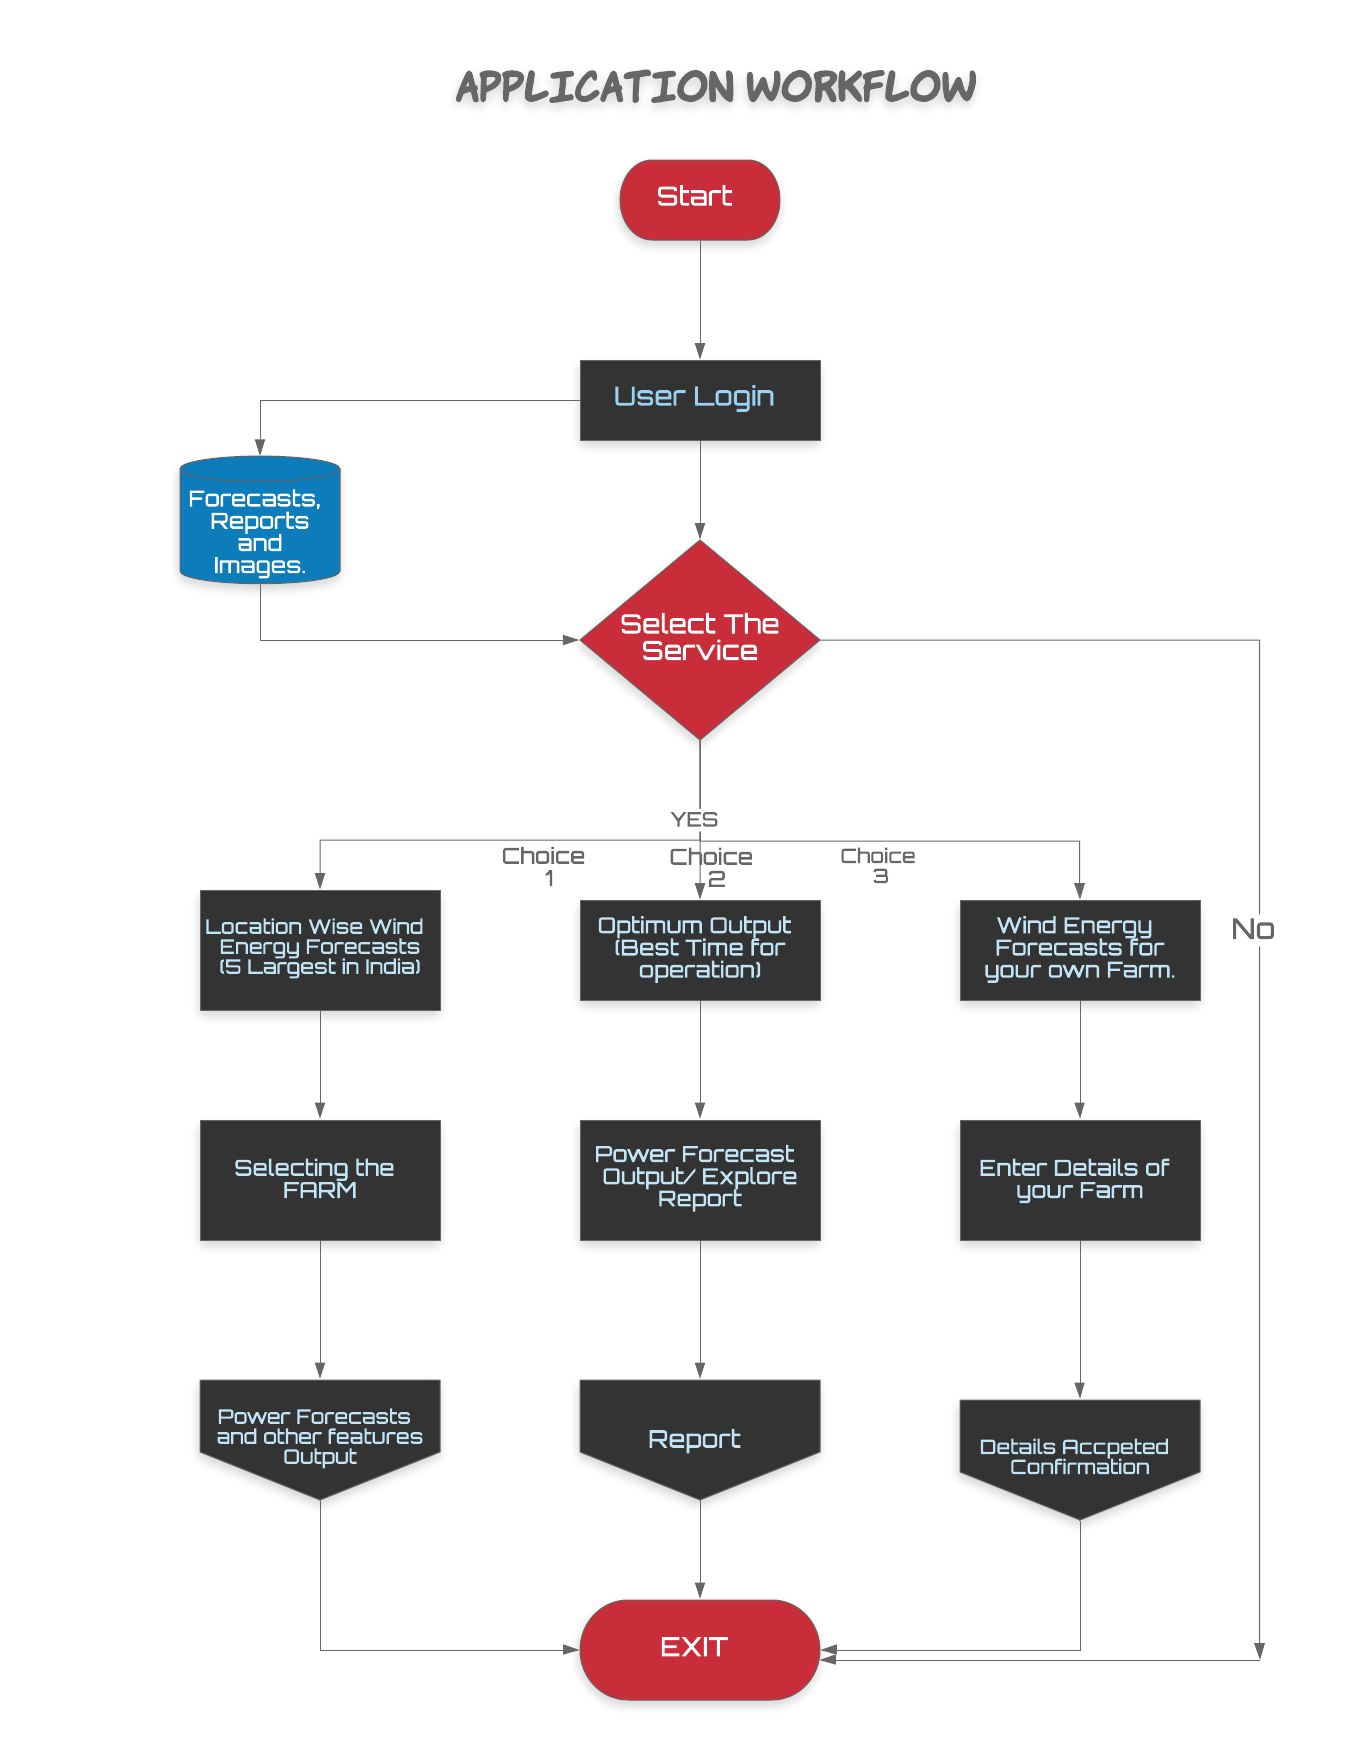 APPLICATION WORKFLOW
Start
User Login
Forecasts,
Reports
and
Images.
Select The
Service
YES
Choice
1
Choice
2
Choice
3
No
Location Wise Wind
Energy Forecasts
(5 Largest in India)
Optimum Output
(Best Time for
operation)
Wind Energy
Forecasts for
your own Farm.
Selecting the
FARM
Power Forecast
Output/ Explore
Report
Enter Details of
your Farm
Power Forecasts
and other features
Output
Report
Details Accpeted
Confirmation
EXIT